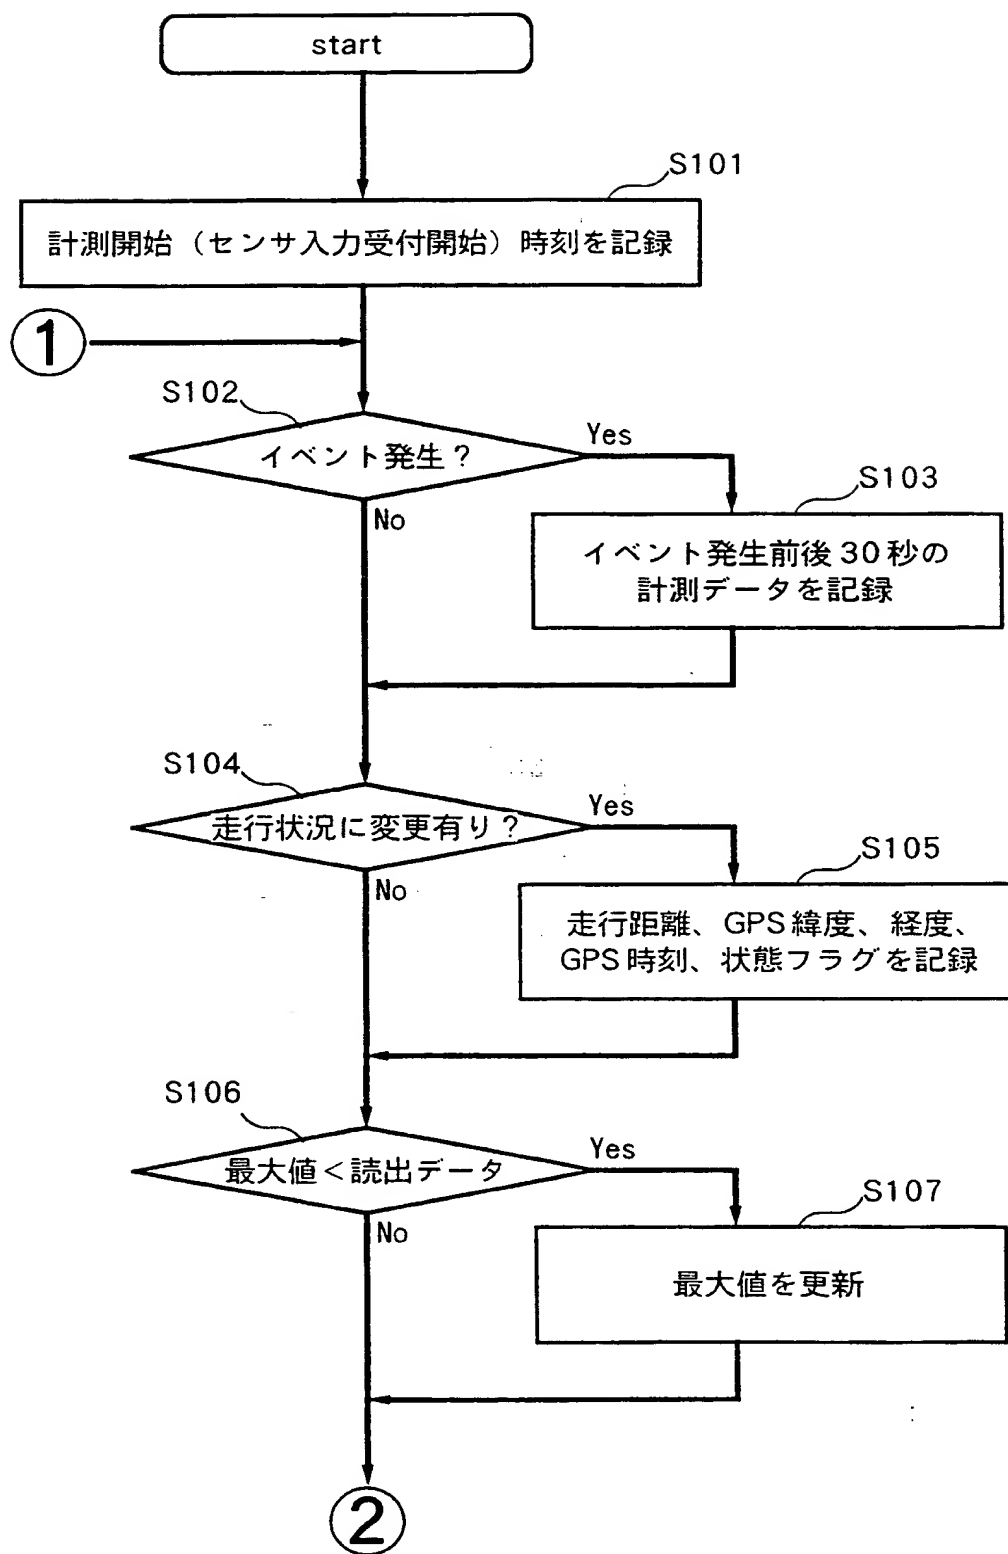 start
S101
計測開始（センサ入力受付開始）時刻を記録
1
S102
イベント発生？
Yes
No
S103
イベント発生前後30秒の
計測データを記録
S104
走行状況に変更有り？
Yes
No
S105
走行距離、GPS緯度、経度、
GPS時刻、状態フラグを記録
S106
最大値＜読出データ
Yes
No
S107
最大値を更新
2